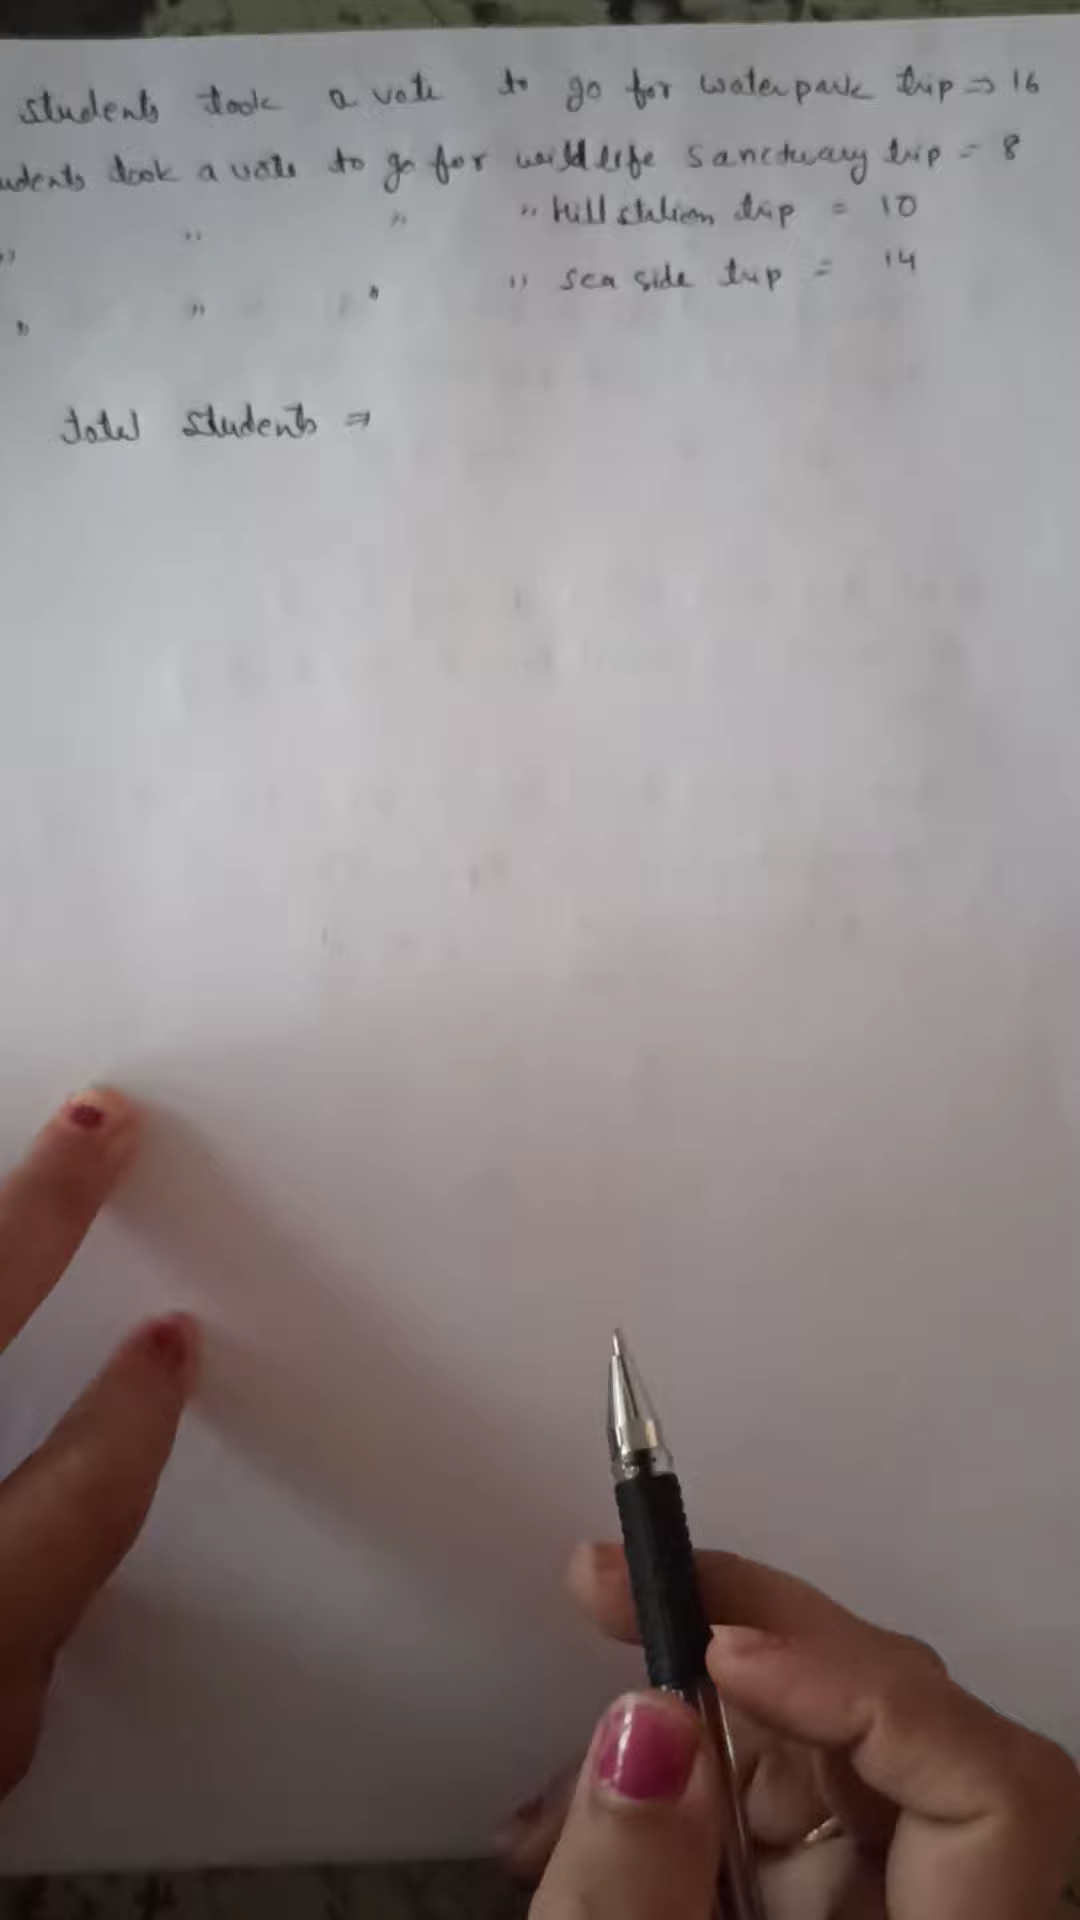 students took a vote to go for waterpark trip => 16
udents took a vote to go for wildlife sanctuary trip = 8
" " " " Hill station trip = 10
" " " " sea side trip = 14
total students =>